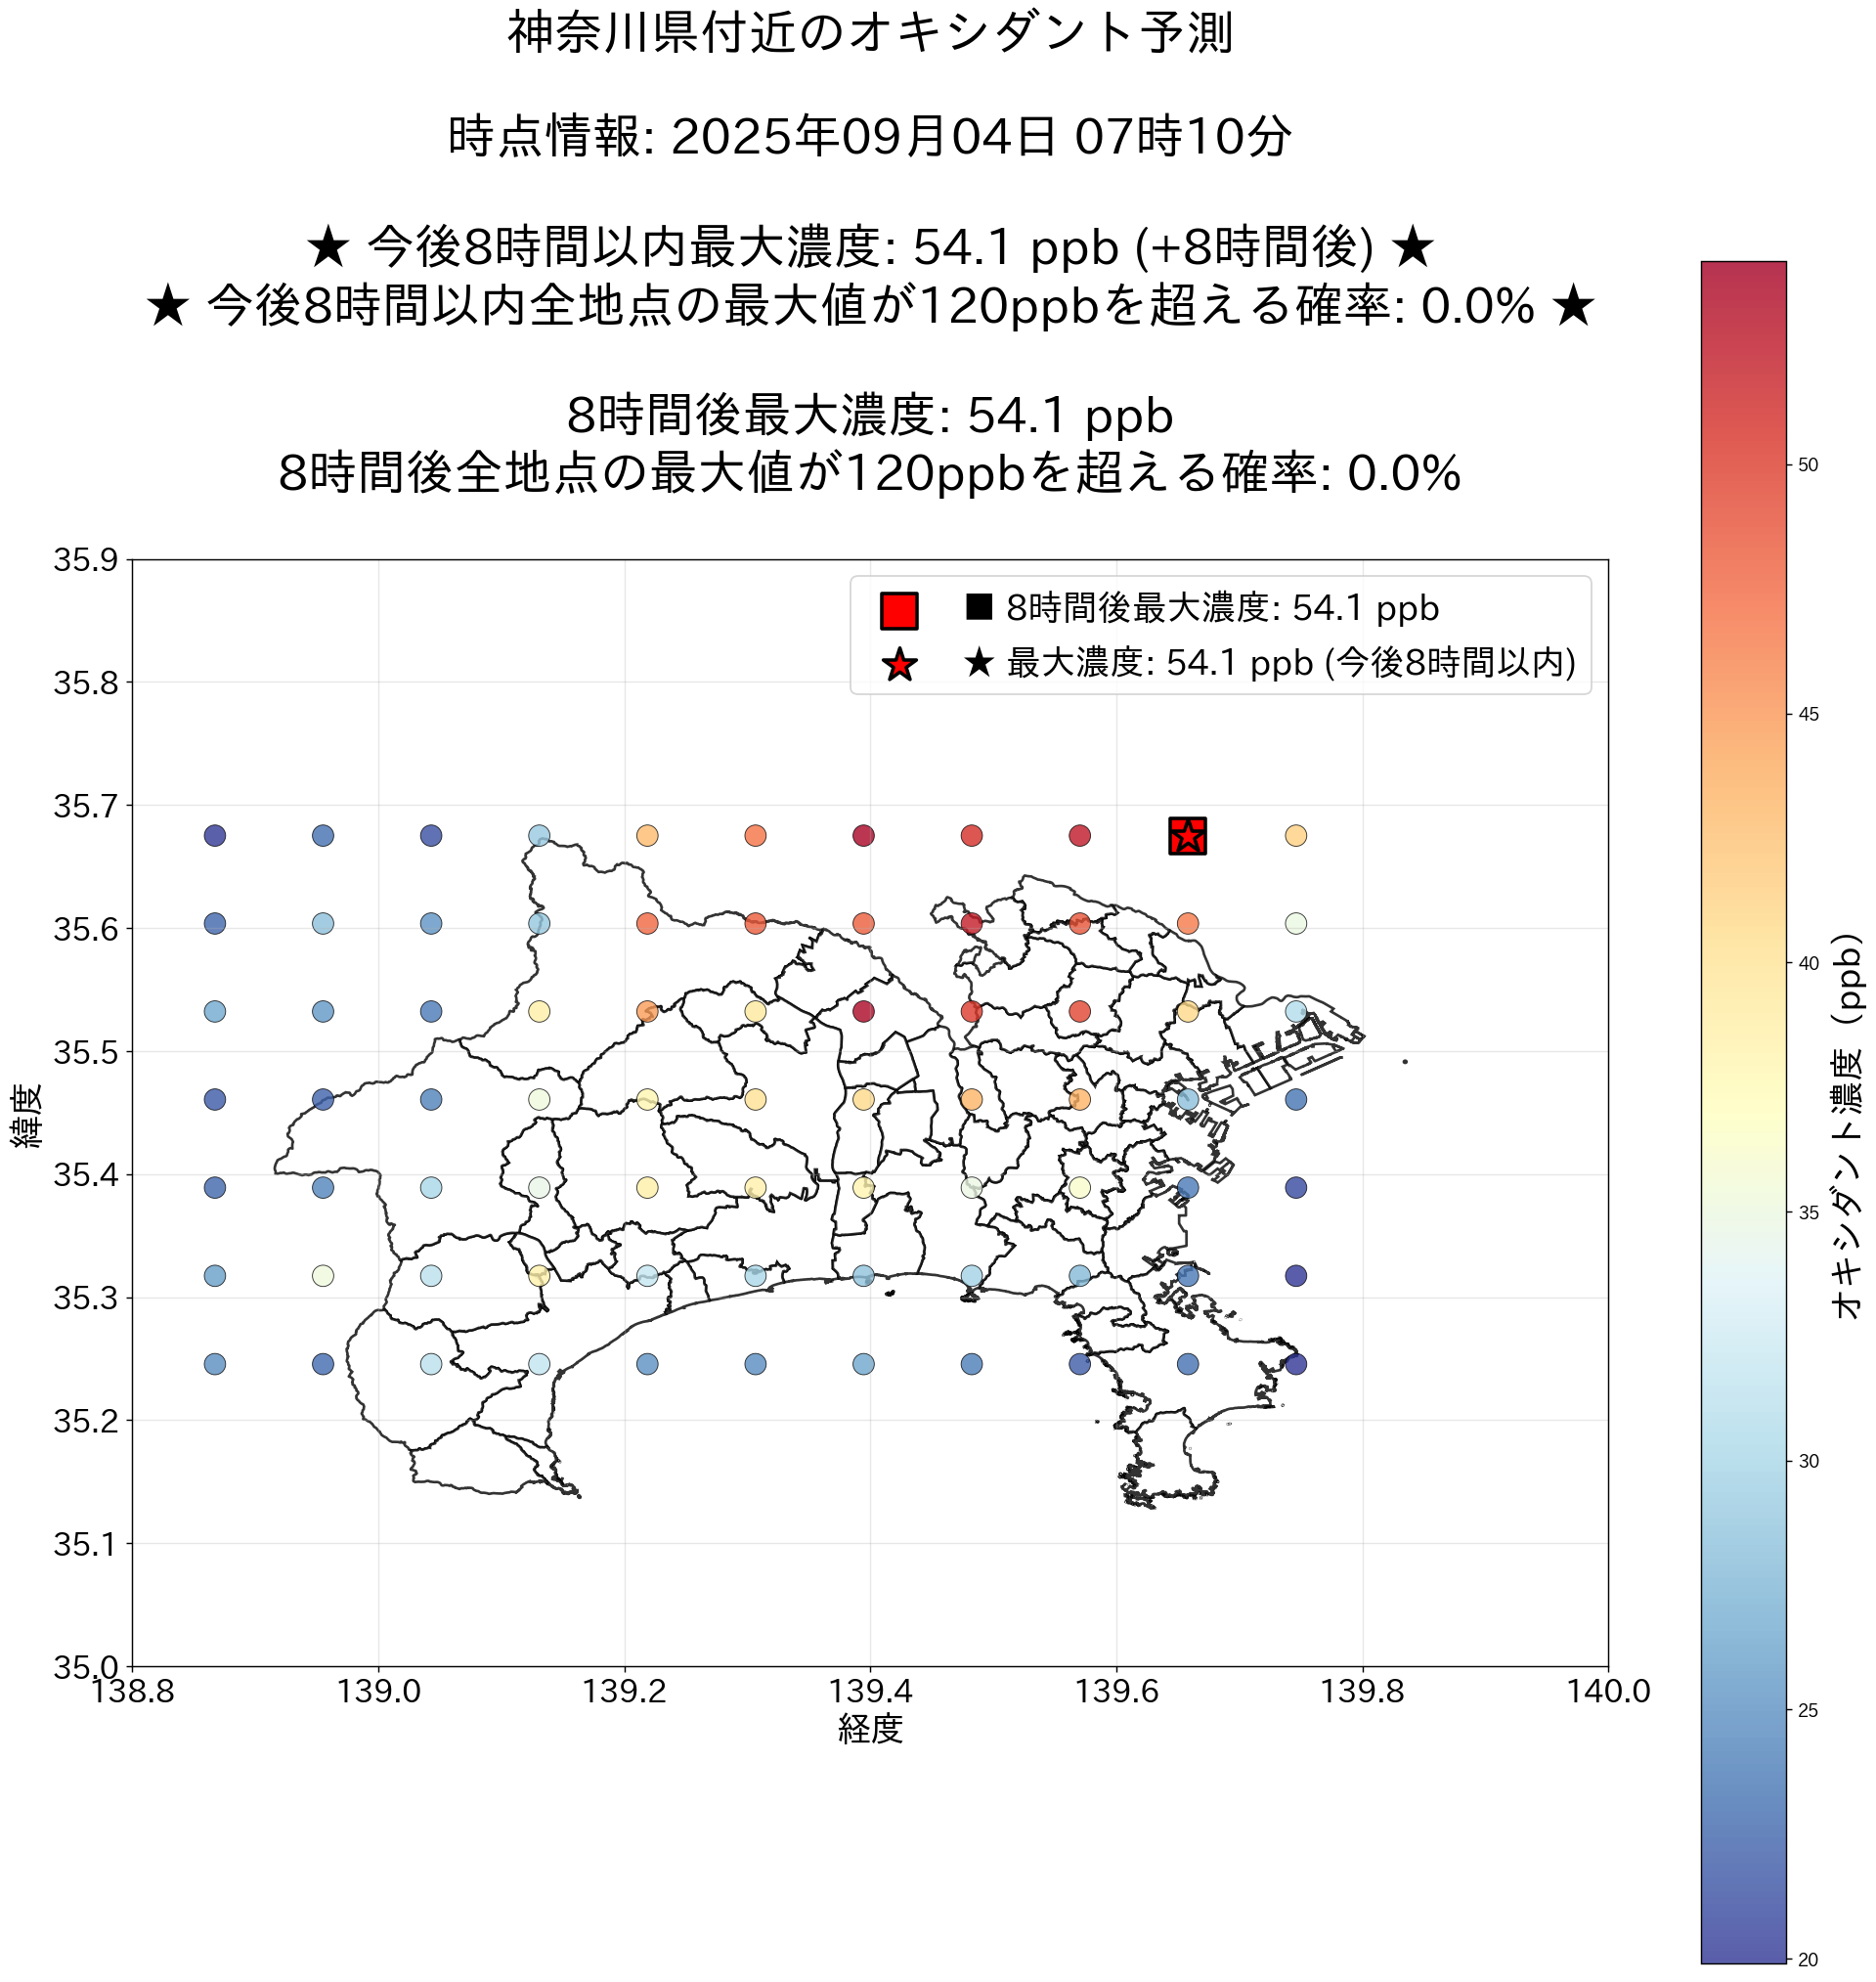 神奈川県付近のオキシダント予測
時点情報: 2025年09月04日 07時10分
★ 今後8時間以内最大濃度: 54.1 ppb (+8時間後) ★
★ 今後8時間以内全地点の最大値が120ppbを超える確率: 0.0% ★
8時間後最大濃度: 54.1 ppb
8時間後全地点の最大値が120ppbを超える確率: 0.0%
■ 8時間後最大濃度: 54.1 ppb
★ 最大濃度: 54.1 ppb (今後8時間以内)
35.9
35.8
35.7
35.6
35.5
35.4
35.3
35.2
35.1
35.0
緯度
138.8
139.0
139.2
139.4
139.6
139.8
140.0
経度
50
45
40
35
30
25
20
オキシダント濃度（ppb）